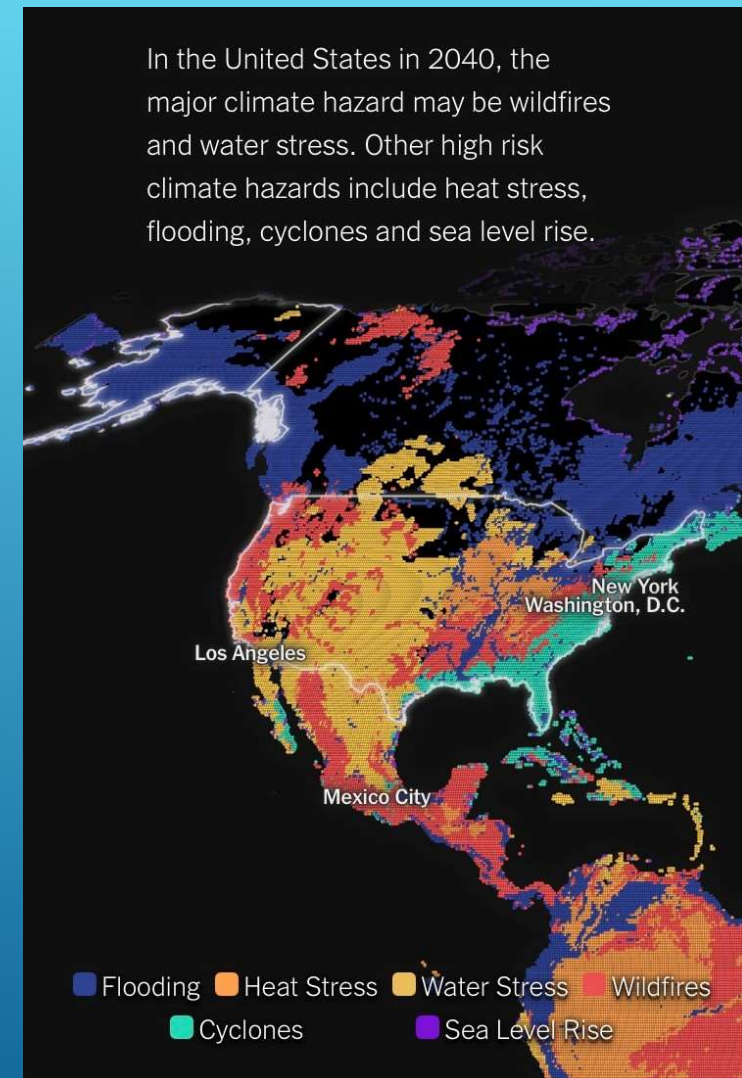 In the United States in 2040, the
major climate hazard may be wildfires
and water stress. Other high risk
climate hazards include heat stress,
flooding, cyclones and sea level rise.
New York
Washington, D.C.
Los Angeles
Mexico City
Flooding Heat Stress Water Stress Wildfires
Cyclones Sea Level Rise